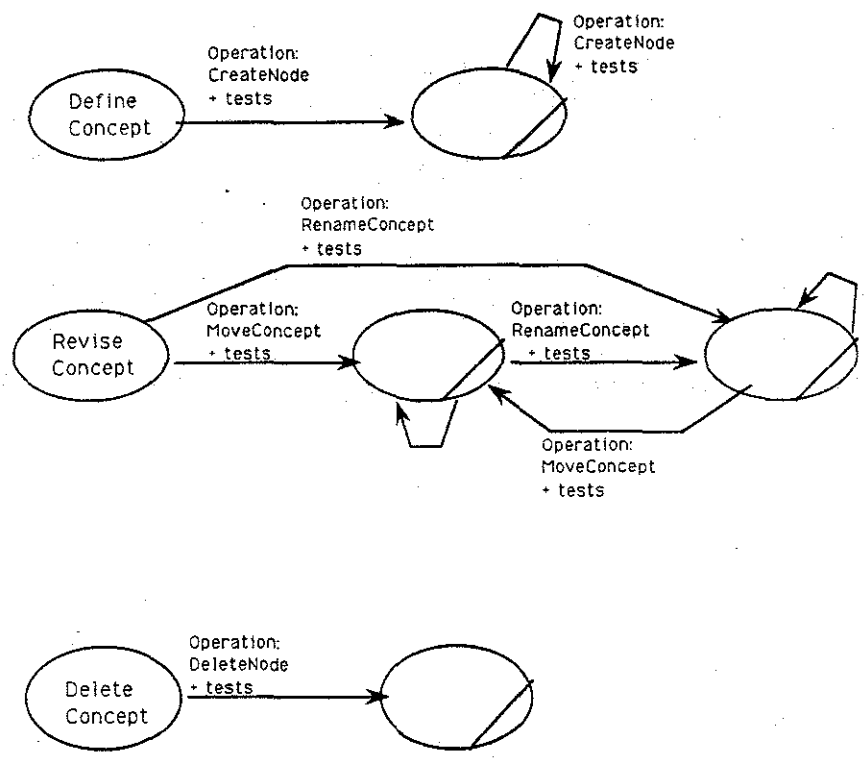 Operation:
CreateNode
+ tests
Operation:
CreateNode
+ tests
Define
Concept
Operation:
RenameConcept
+ tests
Operation:
MoveConcept
+ tests
Operation:
RenameConcept
+ tests
Revise
Concept
Operation:
MoveConcept
+ tests
Operation:
DeleteNode
+ tests
Delete
Concept